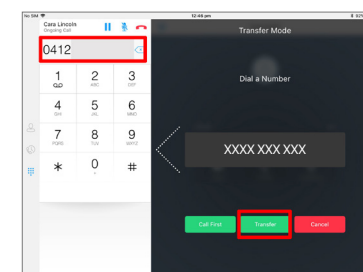 No SIM
12:46 pm
82%
Cara Lincoln
Ongoing Call
Transfer Mode
0412
1
2
ABC
3
DEF
Dial a Number
4
GHI
5
JKL
6
MNO
7
PQRS
8
TUV
9
WXYZ
XXXX XXX XXX
*
0
+
#
Call First
Transfer
Cancel